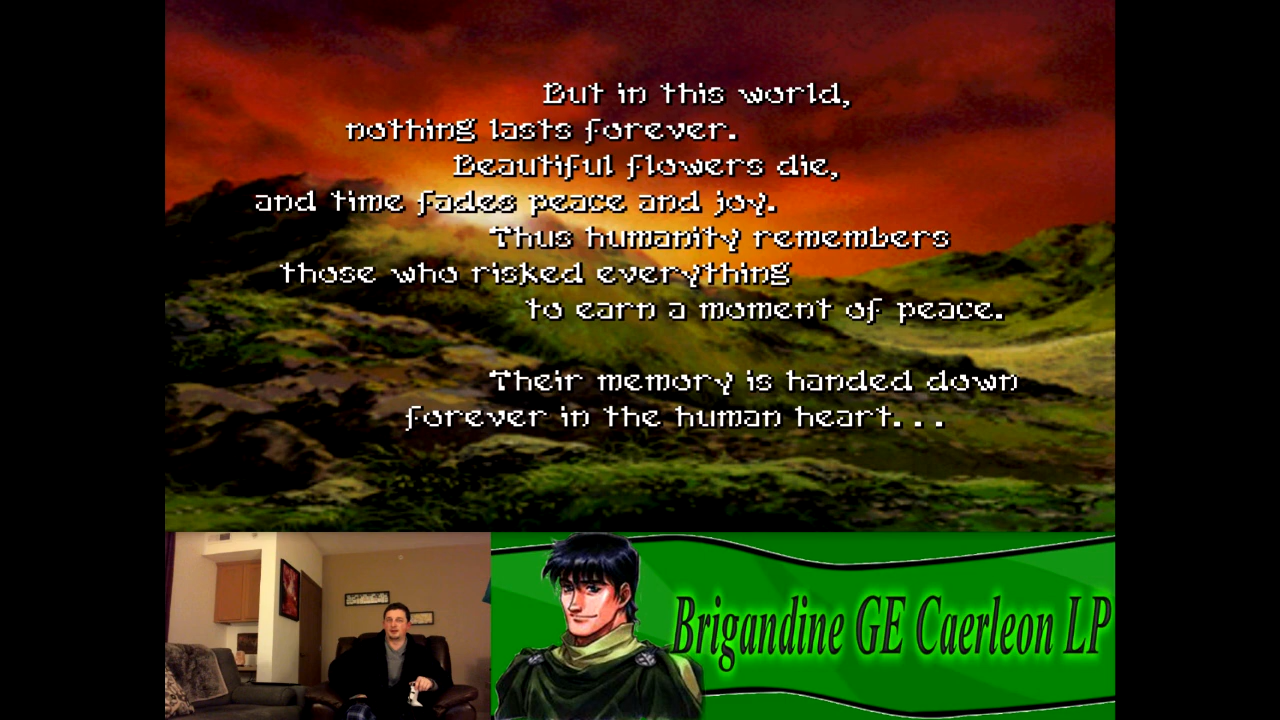 But in this world,
nothing lasts forever.
Beautiful flowers die,
and time fades peace and joy.
Thus humanity remembers
those who risked everything
to earn a moment of peace.
Their memory is handed down
forever in the human heart...
Brigandine GE Caerleon LP